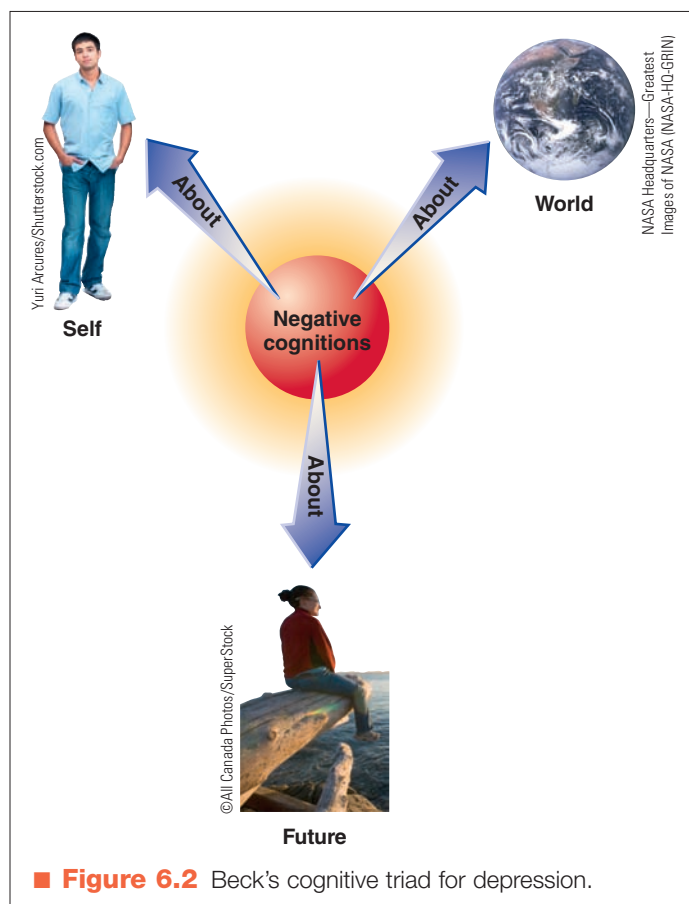 Yuri Arcures/Shutterstock.com
About
Self
About
World
NASA Headquarters—Greatest
Images of NASA (NASA-HQ-GRIN)
Negative
cognitions
About
©All Canada Photos/SuperStock
Future
■ Figure 6.2 Beck's cognitive triad for depression.